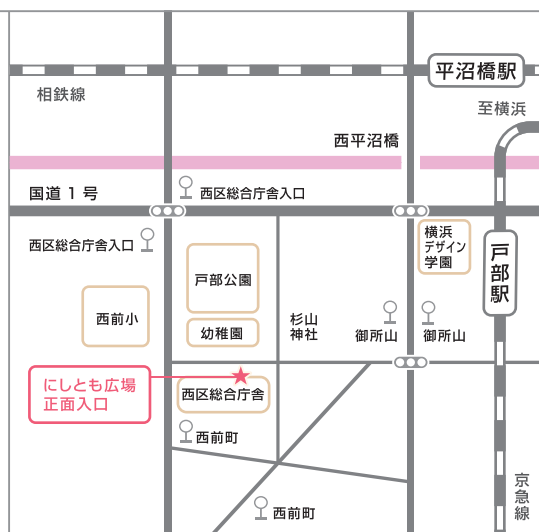 平沼橋駅
相鉄線
至横浜
西平沼橋
国道1号
西区総合庁舎入口
西区総合庁舎入口
横浜
デザイン
学園
戸部駅
戸部公園
西前小
幼稚園
杉山
神社
御所山
御所山
にしとも広場
正面入口
西区総合庁舎
西前町
京急線
西前町